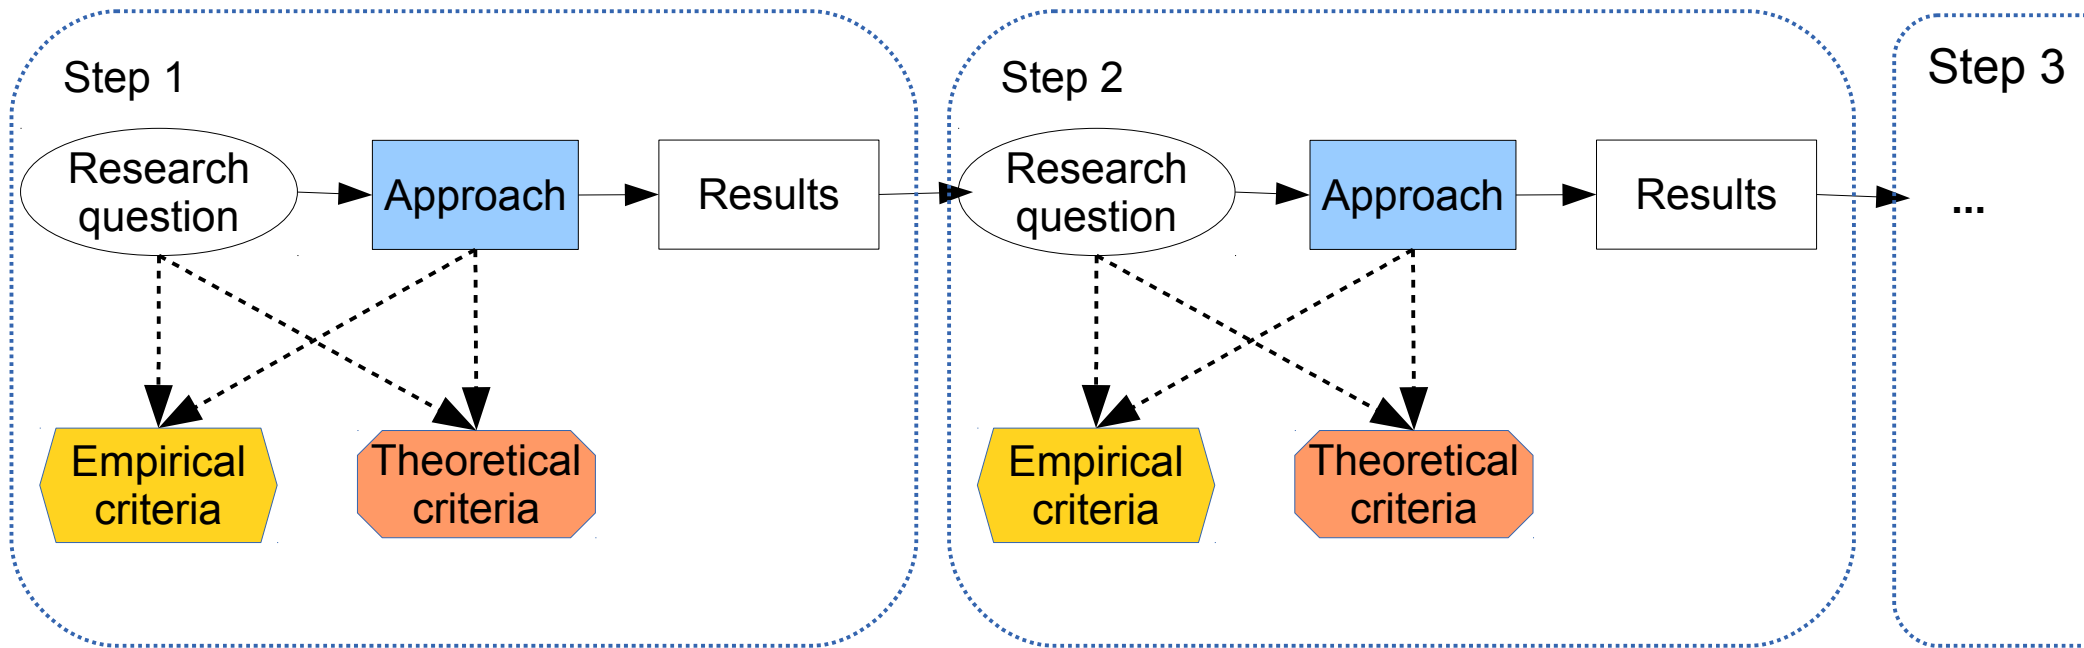 Step 1
Research
question
Approach
Results
Empirical
criteria
Theoretical
criteria
Step 2
Research
question
Approach
Results
Empirical
criteria
Theoretical
criteria
Step 3
...